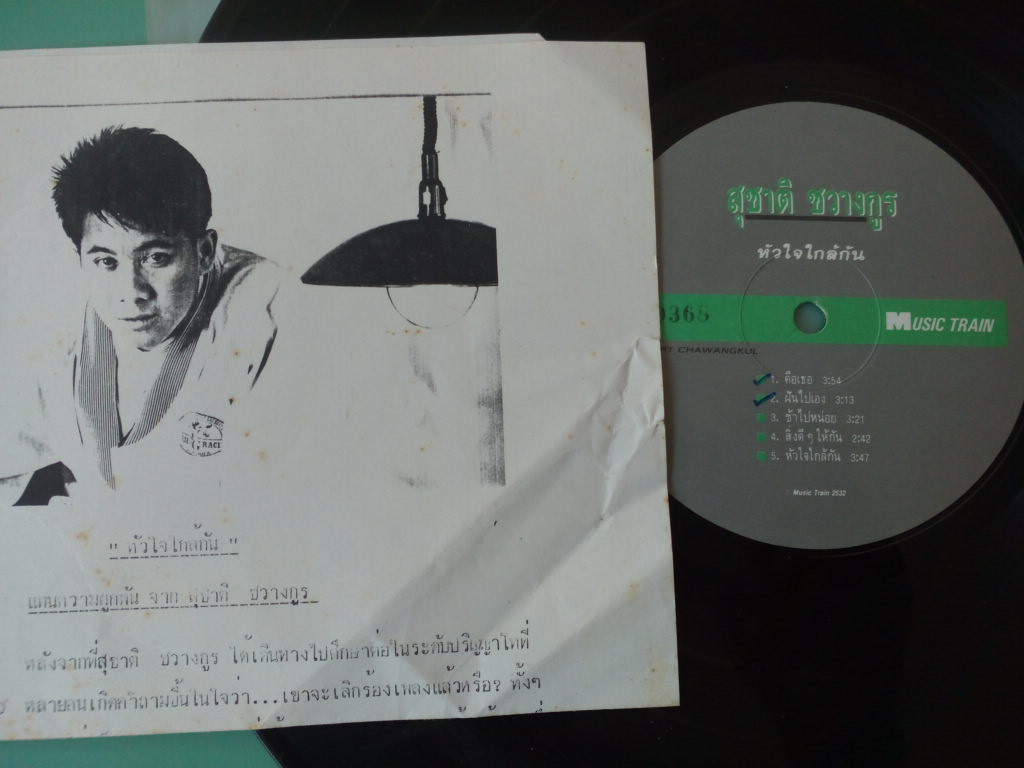 " หัวใจใกล้กัน "
แทนความผูกพัน จาก สุชาติ ชวางกูร
หลังจากที่สุชาติ ชวางกูร ได้เดินทางไปศึกษาต่อในระดับปริญญาโทที่
หลายคนเกิดคำถามขึ้นในใจว่า...เขาจะเลิกร้องเพลงแล้วหรือ? ทั้งๆ
สุชาติ ชวางกูร
หัวใจใกล้กัน
0365
MUSIC TRAIN
CHAWANGKUL
1. คือเธอ 3:54
2. ฝันไปเอง 3:13
3. ช้าไปหน่อย 3:21
4. สิ่งดีๆ ให้กัน 2:42
5. หัวใจใกล้กัน 3:47
Music Train 2532